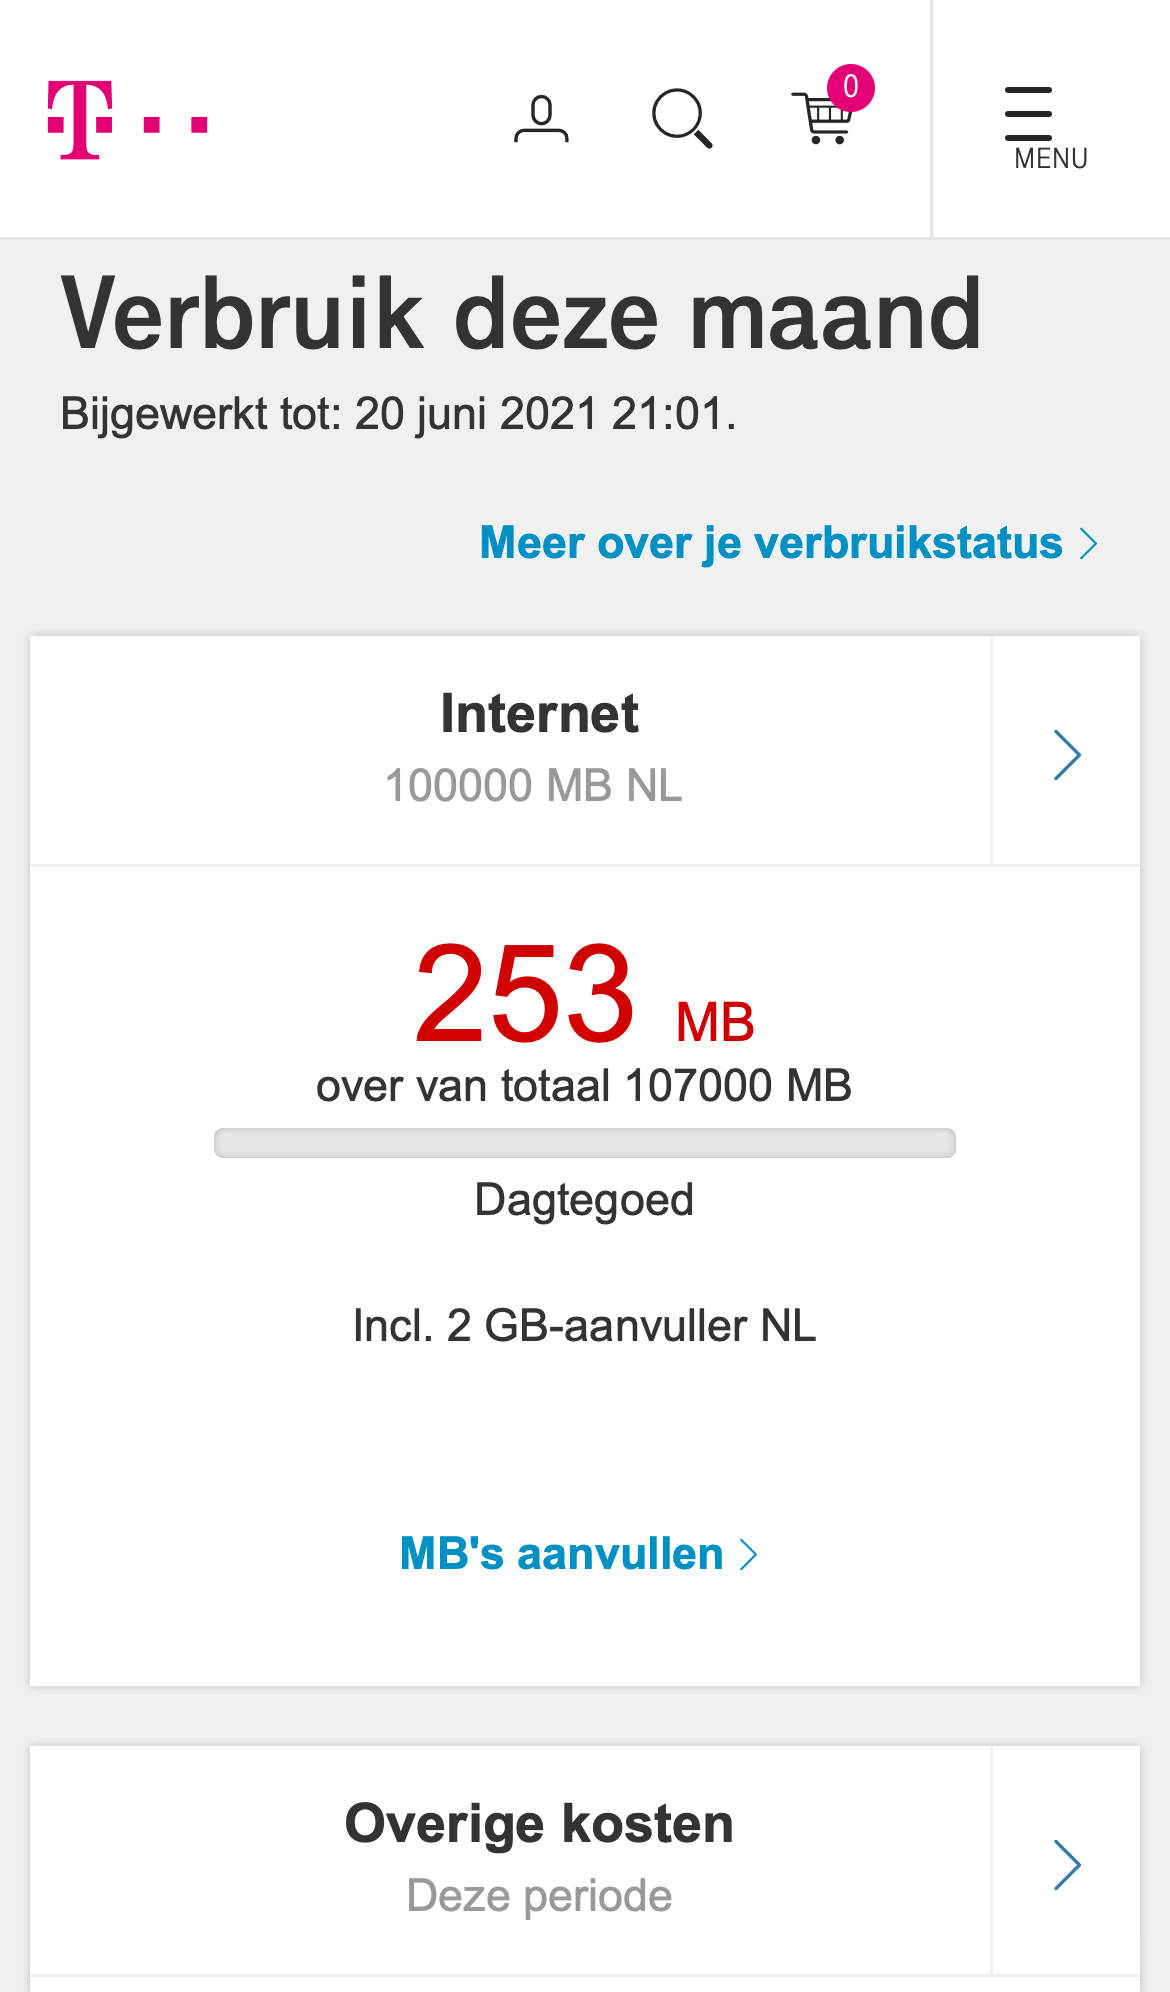 T
0
MENU
Verbruik deze maand
Bijgewerkt tot: 20 juni 2021 21:01.
Meer over je verbruikstatus
Internet
100000 MB NL
253 MB
over van totaal 107000 MB
Dagtegoed
Incl. 2 GB-aanvuller NL
MB's aanvullen
Overige kosten
Deze periode